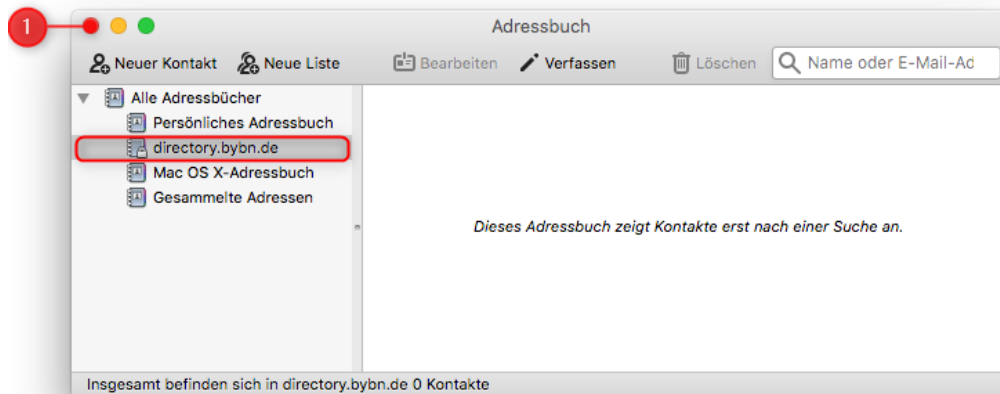 1
Adressbuch
Neuer Kontakt Neue Liste Bearbeiten Verfassen Löschen Name oder E-Mail-Ad
Alle Adressbücher
Persönliches Adressbuch
directory.bybn.de
Mac OS X-Adressbuch
Gesammelte Adressen
Dieses Adressbuch zeigt Kontakte erst nach einer Suche an.
Insgesamt befinden sich in directory.bybn.de 0 Kontakte